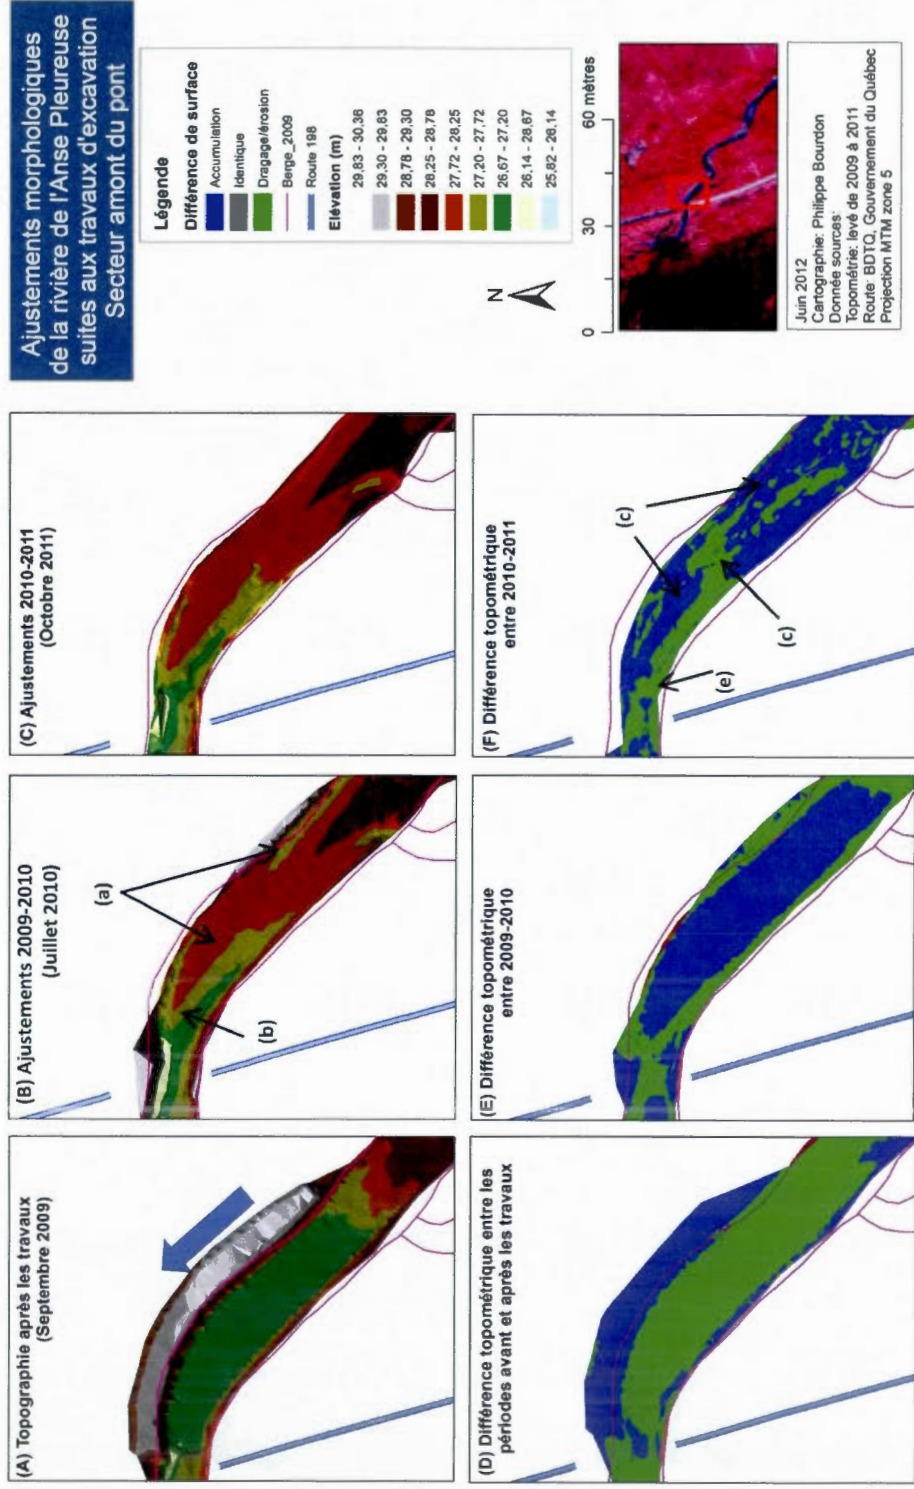 Ajustements morphologiques
de la rivière de l'Anse Pleureuse
suites aux travaux d'excavation
Secteur amont du pont
(A) Topographie après les travaux
(Septembre 2009)
(B) Ajustements 2009-2010
(Juillet 2010)
(a)
(b)
(C) Ajustements 2010-2011
(Octobre 2011)
(D) Différence topométrique entre les
périodes avant et après les travaux
(E) Différence topométrique
entre 2009-2010
(F) Différence topométrique
entre 2010-2011
(c)
(c)
(e)
Légende
Différence de surface
Accumulation
Identique
Dragage/érosion
Berge_2009
Route 198
Elévation (m)
29,83 - 30,36
29,30 - 29,83
28,78 - 29,30
28,25 - 28,78
27,72 - 28,25
27,20 - 27,72
26,67 - 27,20
26,14 - 26,67
25,62 - 26,14
N
0 30 60 mètres
Juin 2012
Cartographie: Philippe Bourdon
Donnée sources:
Topométrie: levé de 2009 à 2011
Route: BDTQ, Gouvernement du Québec
Projection MTM zone 5